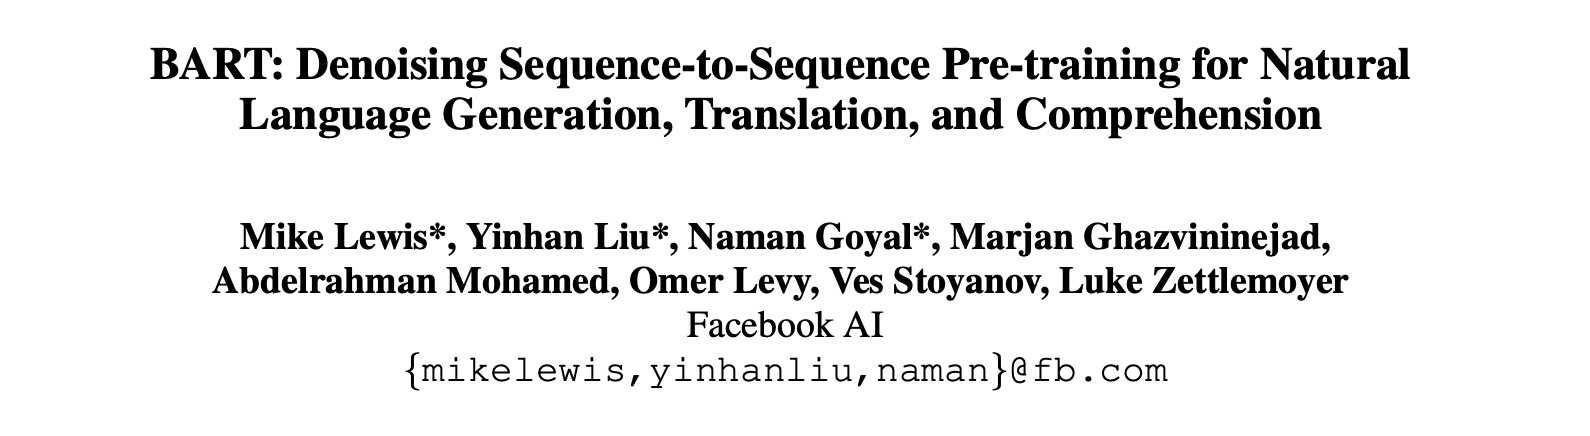 BART: Denoising Sequence-to-Sequence Pre-training for Natural
Language Generation, Translation, and Comprehension
Mike Lewis*, Yinhan Liu*, Naman Goyal*, Marjan Ghazvininejad,
Abdelrahman Mohamed, Omer Levy, Ves Stoyanov, Luke Zettlemoyer
Facebook AI
{mikelewis,yinhanliu,naman}@fb.com